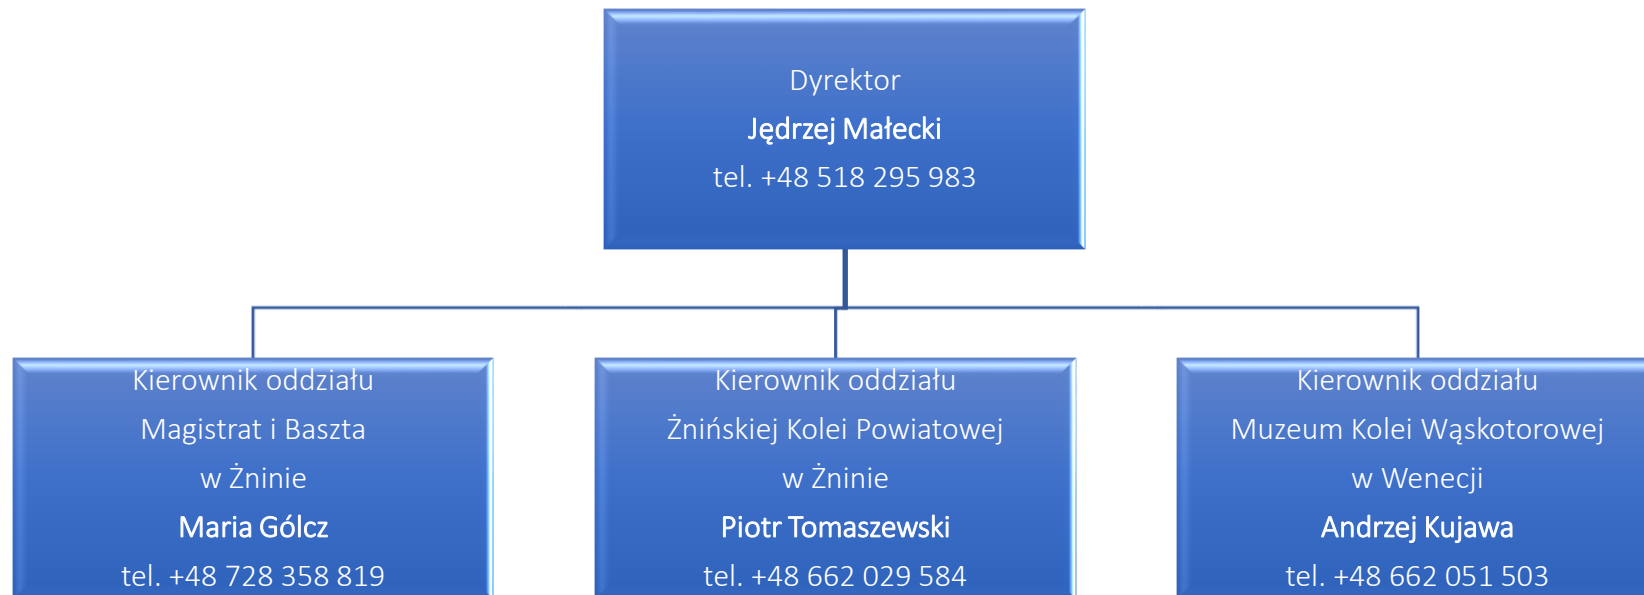 Dyrektor
Jędrzej Małecki
tel. +48 518 295 983
Kierownik oddziału
Magistrat i Baszta
w Żninie
Maria Gólcz
tel. +48 728 358 819
Kierownik oddziału
Żnińskiej Kolei Powiatowej
w Żninie
Piotr Tomaszewski
tel. +48 662 029 584
Kierownik oddziału
Muzeum Kolei Wąskotorowej
w Wenecji
Andrzej Kujawa
tel. +48 662 051 503